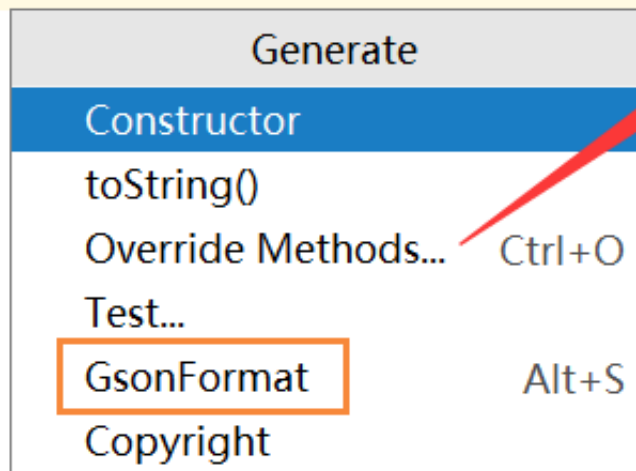 Generate
Constructor
toString()
Override Methods... Ctrl+O
Test...
GsonFormat Alt+S
Copyright